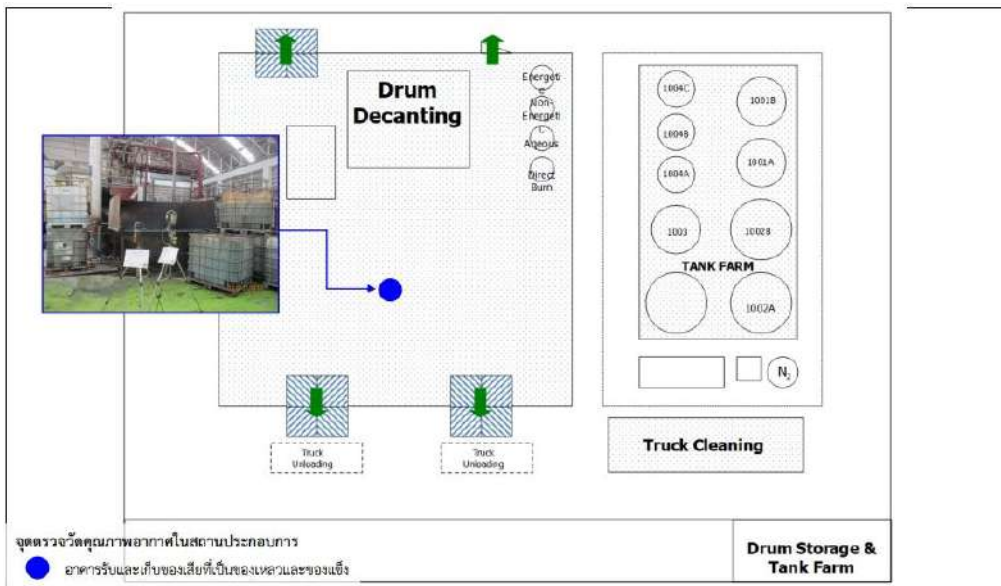 Drum
Decanting
Energeti
c
Non-
Energeti
c
Aqeous
Direct
Burn
1004C
1001B
1004B
1001A
1004A
1003
1002B
TANK FARM
1002A
N2
Truck
Unloading
Truck
Unloading
Truck Cleaning
จุดตรวจวัดคุณภาพอากาศในสถานประกอบการ
อาคารรับและเก็บของเสียที่เป็นของเหลวและของแข็ง
Drum Storage &
Tank Farm